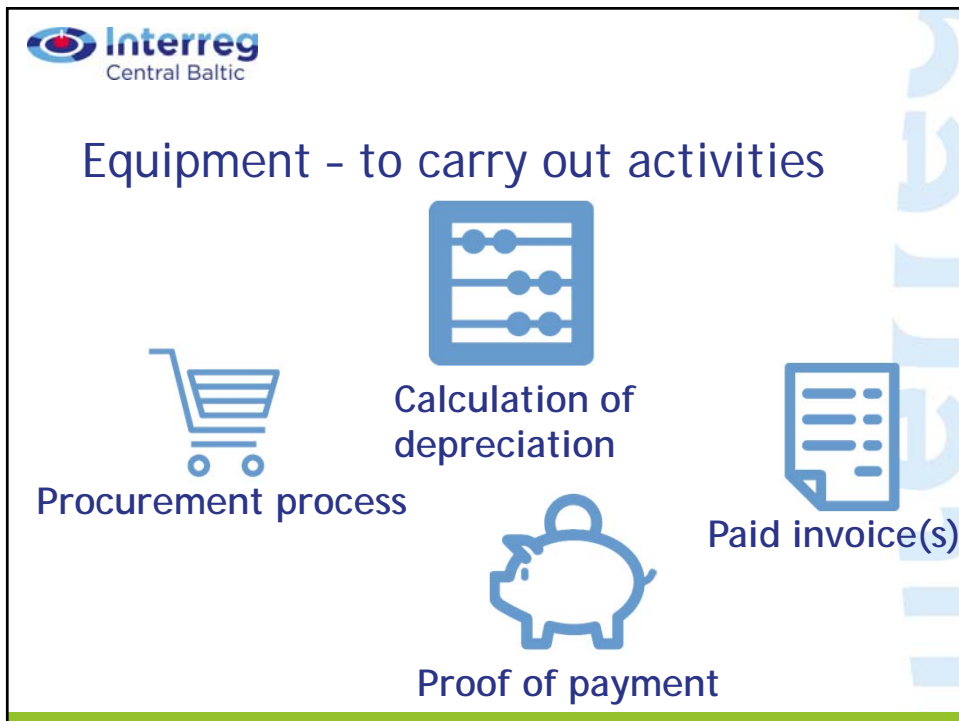 Interreg
Central Baltic
Equipment – to carry out activities
Calculation of
depreciation
Procurement process
Paid invoice(s)
Proof of payment